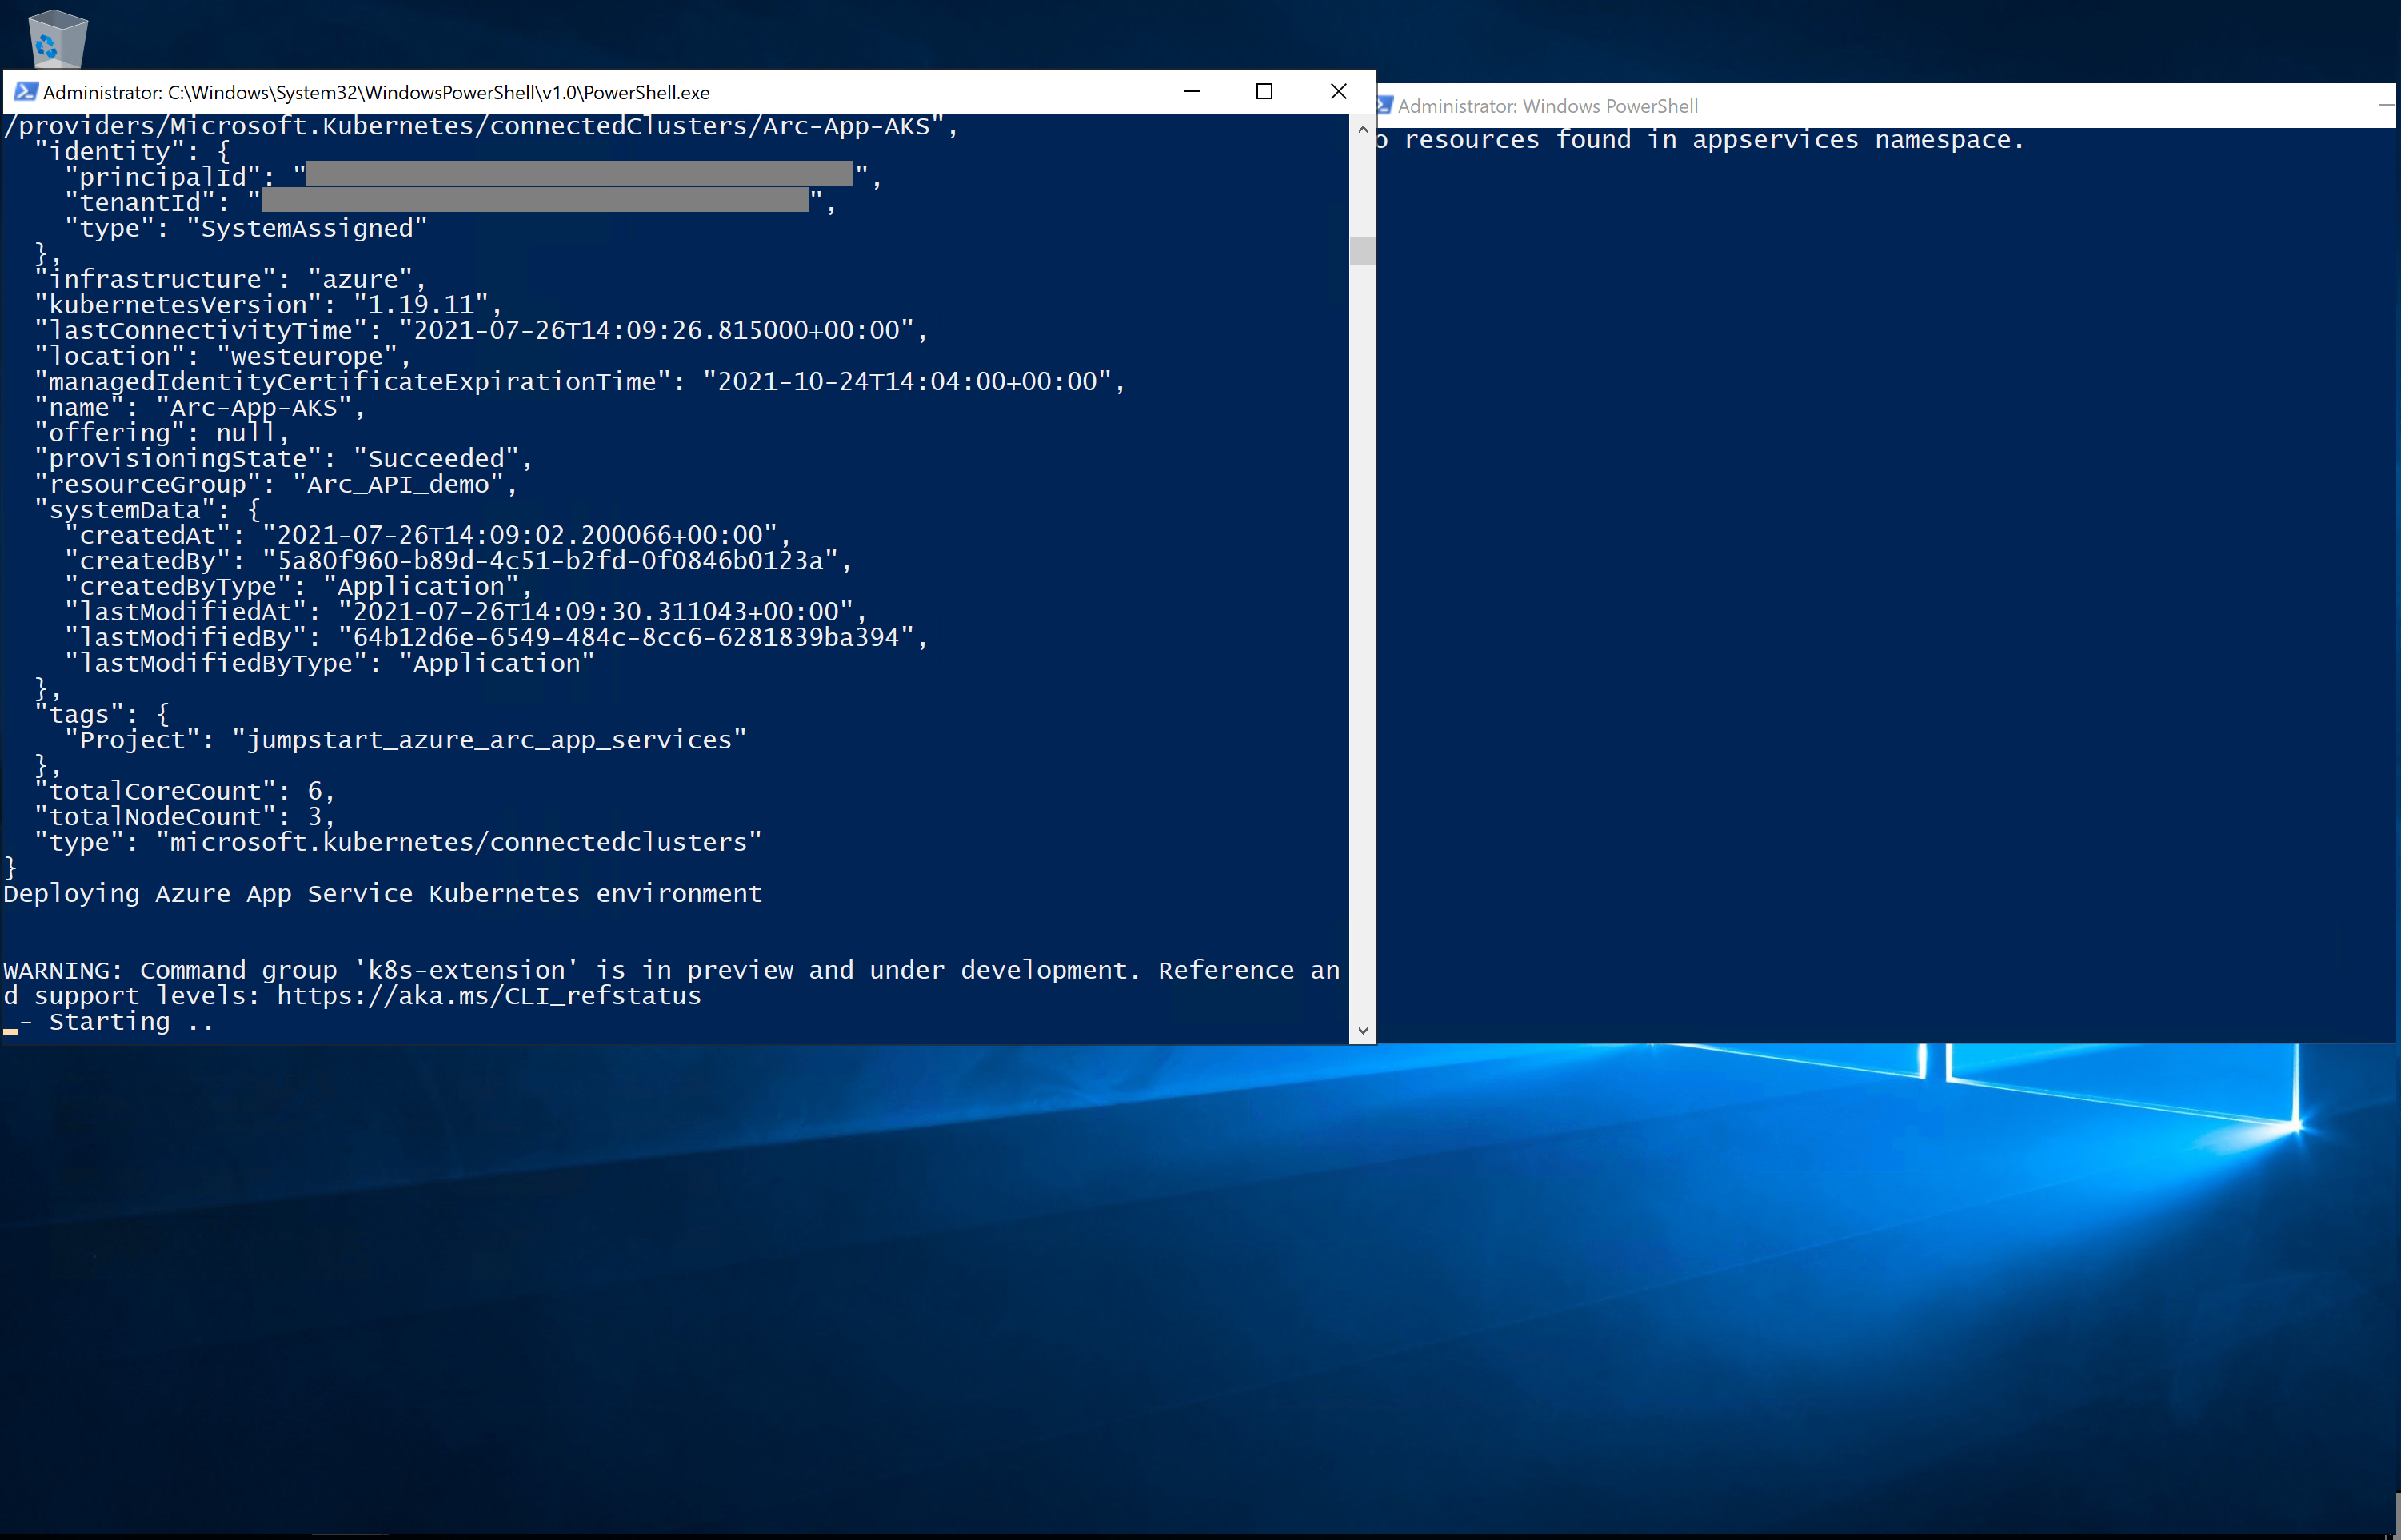 Administrator: C:\Windows\System32\WindowsPowerShell\v1.0\PowerShell.exe
/providers/Microsoft.Kubernetes/connectedClusters/Arc-App-AKS",
  "identity": {
    "principalId": "",
    "tenantId": "",
    "type": "SystemAssigned"
  },
  "infrastructure": "azure",
  "kubernetesVersion": "1.19.11",
  "lastConnectivityTime": "2021-07-26T14:09:26.815000+00:00",
  "location": "westeurope",
  "managedIdentityCertificateExpirationTime": "2021-10-24T14:04:00+00:00",
  "name": "Arc-App-AKS",
  "offering": null,
  "provisioningState": "Succeeded",
  "resourceGroup": "Arc_API_demo",
  "systemData": {
    "createdAt": "2021-07-26T14:09:02.200066+00:00",
    "createdBy": "5a80f960-b89d-4c51-b2fd-0f0846b0123a",
    "createdByType": "Application",
    "lastModifiedAt": "2021-07-26T14:09:30.311043+00:00",
    "lastModifiedBy": "64b12d6e-6549-484c-8cc6-6281839ba394",
    "lastModifiedByType": "Application"
  },
  "tags": {
    "Project": "jumpstart_azure_arc_app_services"
  },
  "totalCoreCount": 6,
  "totalNodeCount": 3,
  "type": "microsoft.kubernetes/connectedclusters"
}
Deploying Azure App Service Kubernetes environment
WARNING: Command group 'k8s-extension' is in preview and under development. Reference an
d support levels: https://aka.ms/CLI_refstatus
_- Starting ..
Administrator: Windows PowerShell
o resources found in appservices namespace.